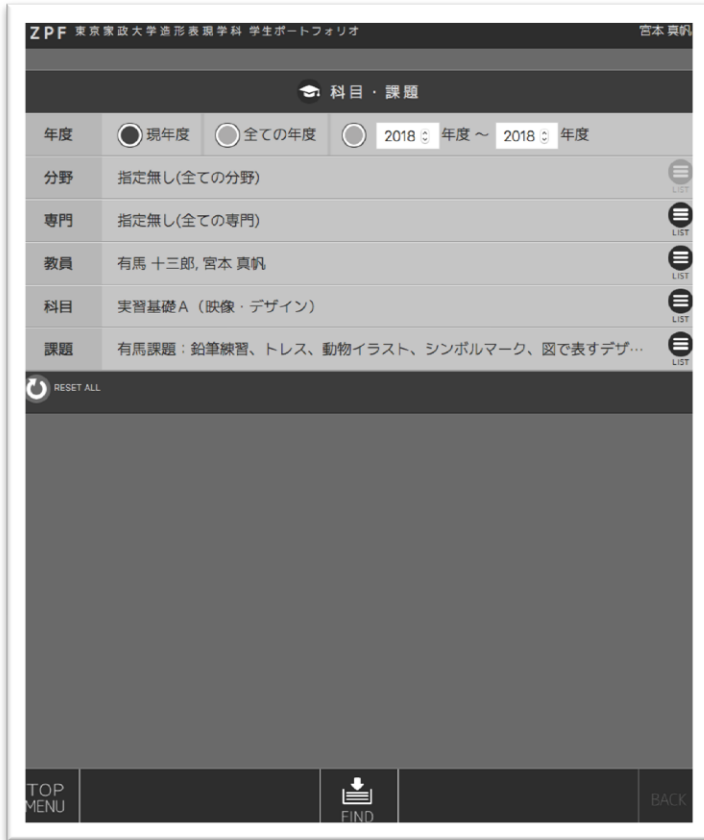 ZPF 東京家政大学造形表現学科 学生ポートフォリオ 宮本 真帆
科目・課題
年度 現年度 全ての年度 2018 年度 ～ 2018 年度
分野 指定無し(全ての分野) LIST
専門 指定無し(全ての専門) LIST
教員 有馬 十三郎, 宮本 真帆 LIST
科目 実習基礎A（映像・デザイン） LIST
課題 有馬課題：鉛筆練習、トレス、動物イラスト、シンボルマーク、図で表すデザ… LIST
RESET ALL
TOP
MENU
FIND
BACK